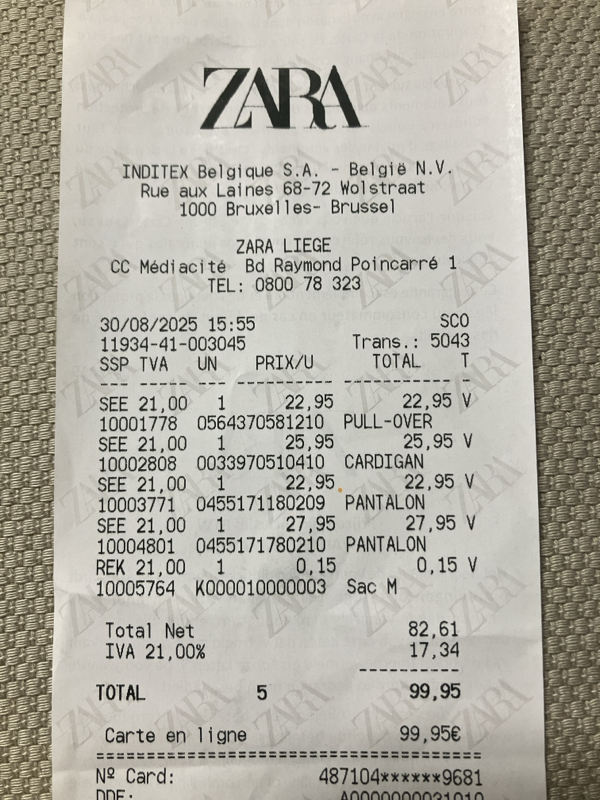 ZARA
INDITEX Belgique S.A. - België N.V.
Rue aux Laines 68-72 Wolstraat
1000 Bruxelles- Brussel
ZARA LIEGE
CC Médiacité Bd Raymond Poincarré 1
TEL: 0800 78 323
30/08/2025 15:55 SCO
11934-41-003045 Trans.: 5043
SSP TVA UN PRIX/U TOTAL T
--- ----- --- ---------- ------------ -
SEE 21,00 1 22,95 22,95 V
10001778 0564370581210 PULL-OVER
SEE 21,00 1 25,95 25,95 V
10002808 0033970510410 CARDIGAN
SEE 21,00 1 22,95 22,95 V
10003771 0455171180209 PANTALON
SEE 21,00 1 27,95 27,95 V
10004801 0455171780210 PANTALON
REK 21,00 1 0,15 0,15 V
10005764 K000010000003 Sac M
Total Net 82,61
IVA 21,00% 17,34
----------
TOTAL 5 99,95
Carte en ligne 99,95€
======================================
Nº Card: 487104******9681
DDF: A0000000031010